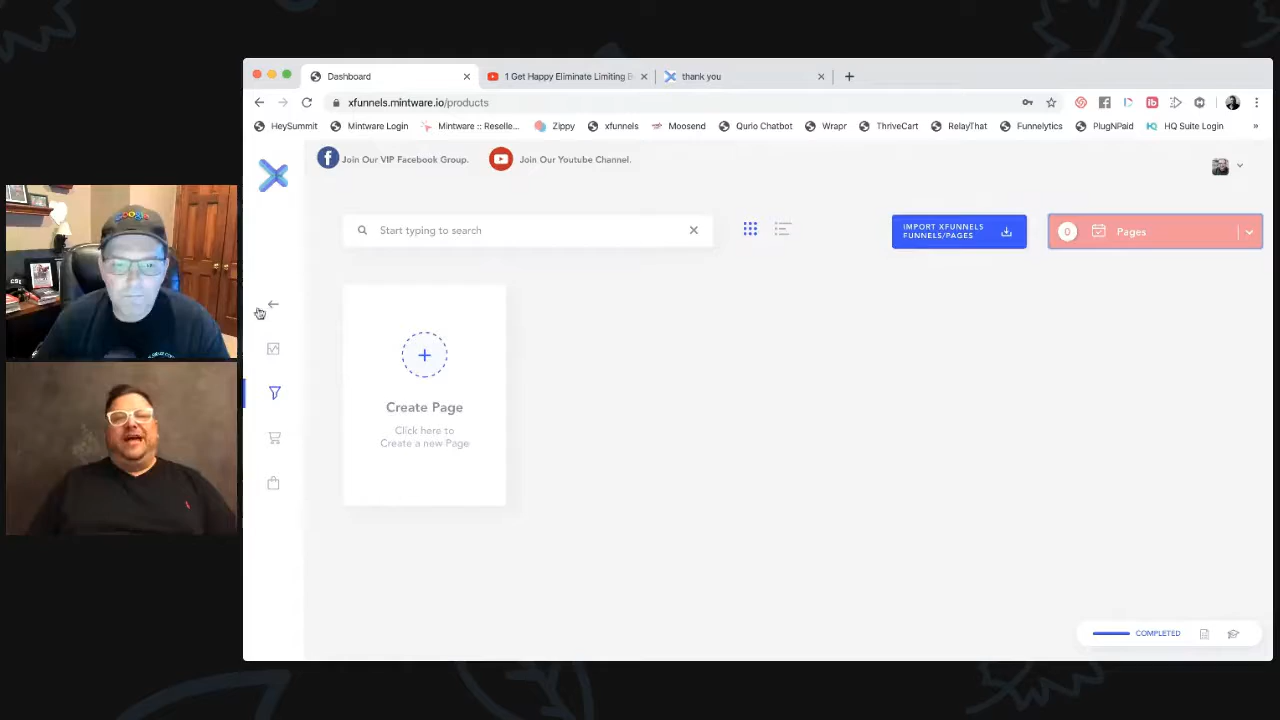 Dashboard
1 Get Happy Eliminate Limiting B
thank you
xfunnels.mintware.io/products
HeySummit
Mintware Login
Mintware :: Reselle...
Zippy
xfunnels
Moosend
Qurio Chatbot
Wrapr
ThriveCart
RelayThat
Funnelytics
PlugNPaid
HQ Suite Login
Join Our VIP Facebook Group.
Join Our Youtube Channel.
Start typing to search
IMPORT XFUNNELS
FUNNELS/PAGES
0
Pages
Google
Create Page
Click here to
Create a new Page
COMPLETED